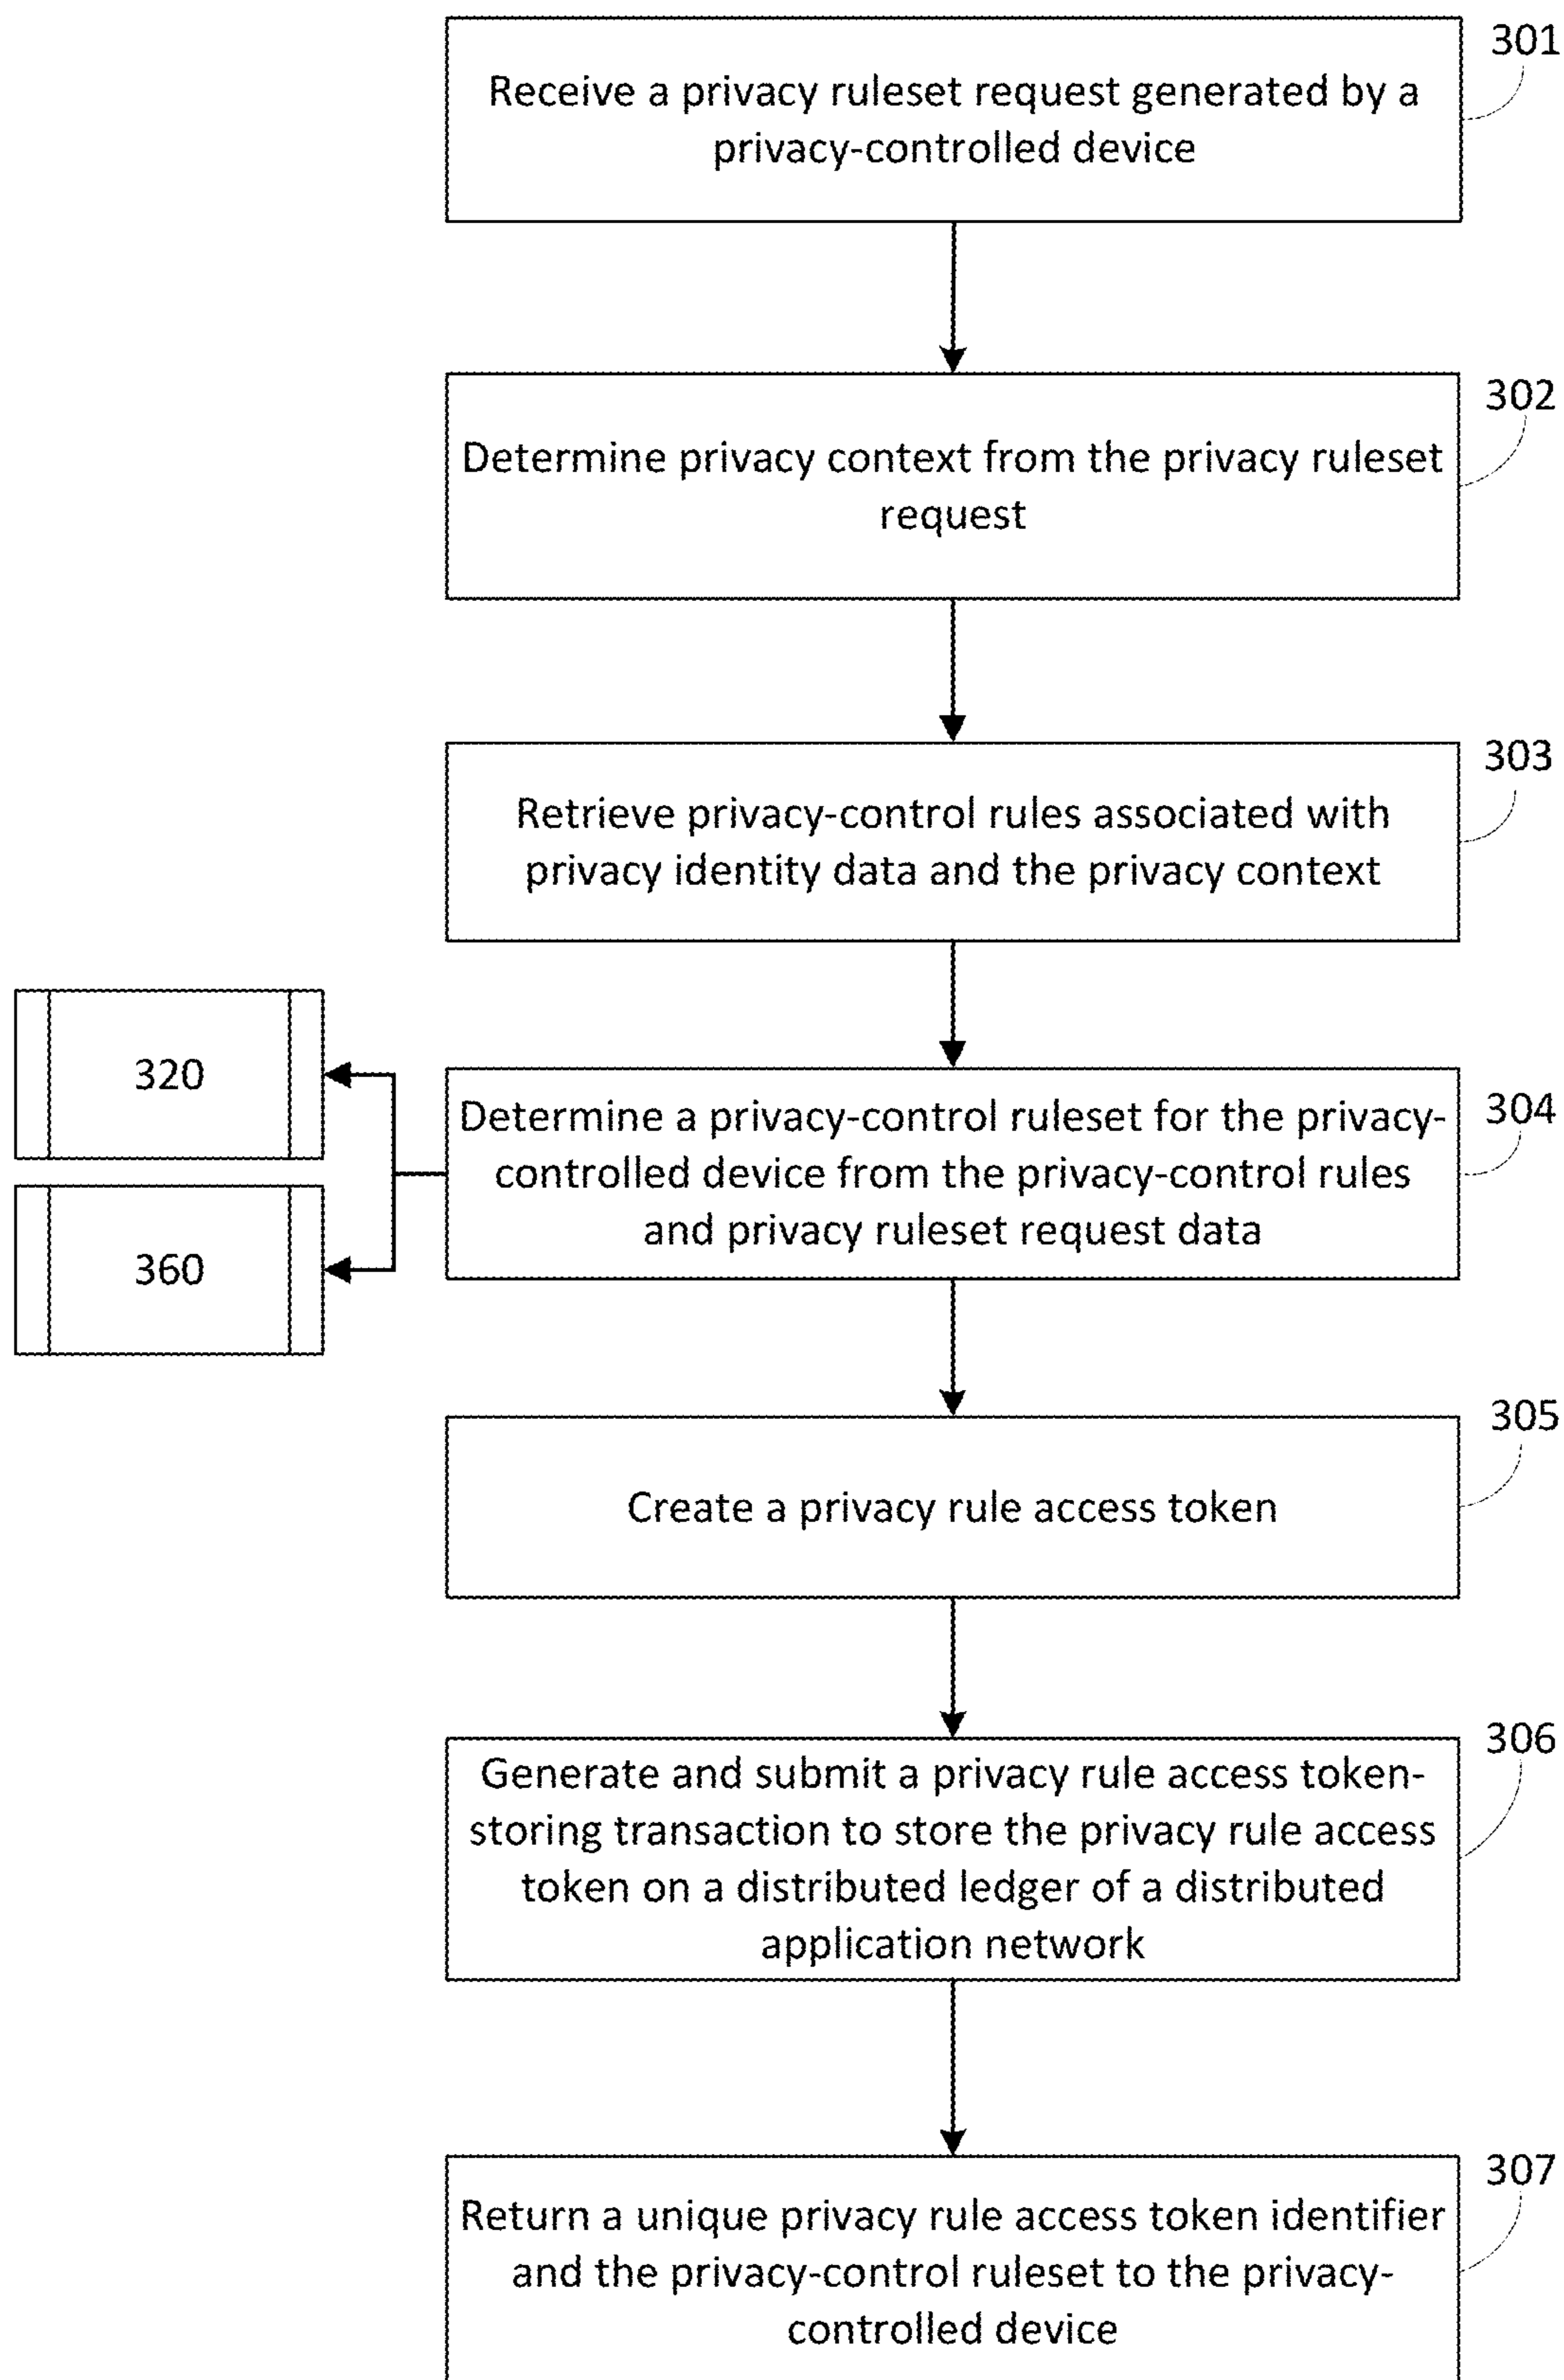 301
Receive a privacy ruleset request generated by a
privacy-controlled device
302
Determine privacy context from the privacy ruleset
request
303
Retrieve privacy-control rules associated with
privacy identity data and the privacy context
320
360
304
Determine a privacy-control ruleset for the privacy-
controlled device from the privacy-control rules
and privacy ruleset request data
305
Create a privacy rule access token
306
Generate and submit a privacy rule access token-
storing transaction to store the privacy rule access
token on a distributed ledger of a distributed
application network
307
Return a unique privacy rule access token identifier
and the privacy-control ruleset to the privacy-
controlled device